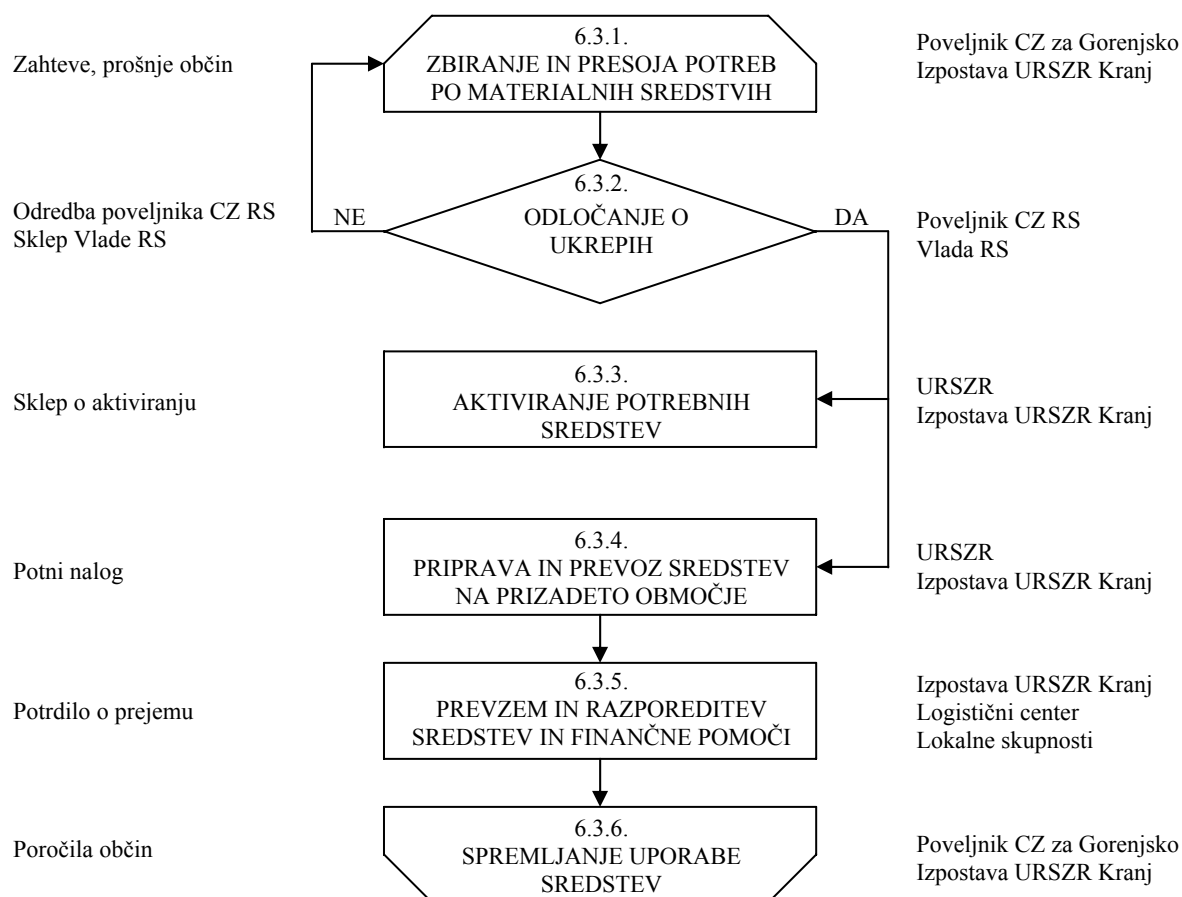 Zahteve, prošnje občin
6.3.1.
ZBIRANJE IN PRESOJA POTREB
PO MATERIALNIH SREDSTVIH
Poveljnik CZ za Gorenjsko
Izpostava URSZR Kranj
Odredba poveljnika CZ RS
Sklep Vlade RS
NE
6.3.2.
ODLOČANJE O
UKREPIH
DA
Poveljnik CZ RS
Vlada RS
Sklep o aktiviranju
6.3.3.
AKTIVIRANJE POTREBNIH
SREDSTEV
URSZR
Izpostava URSZR Kranj
Potni nalog
6.3.4.
PRIPRAVA IN PREVOZ SREDSTEV
NA PRIZADETO OBMOČJE
URSZR
Izpostava URSZR Kranj
Potrdilo o prejemu
6.3.5.
PREVZEM IN RAZPOREDITEV
SREDSTEV IN FINANČNE POMOČI
Izpostava URSZR Kranj
Logistični center
Lokalne skupnosti
Poročila občin
6.3.6.
SPREMLJANJE UPORABE
SREDSTEV
Poveljnik CZ za Gorenjsko
Izpostava URSZR Kranj